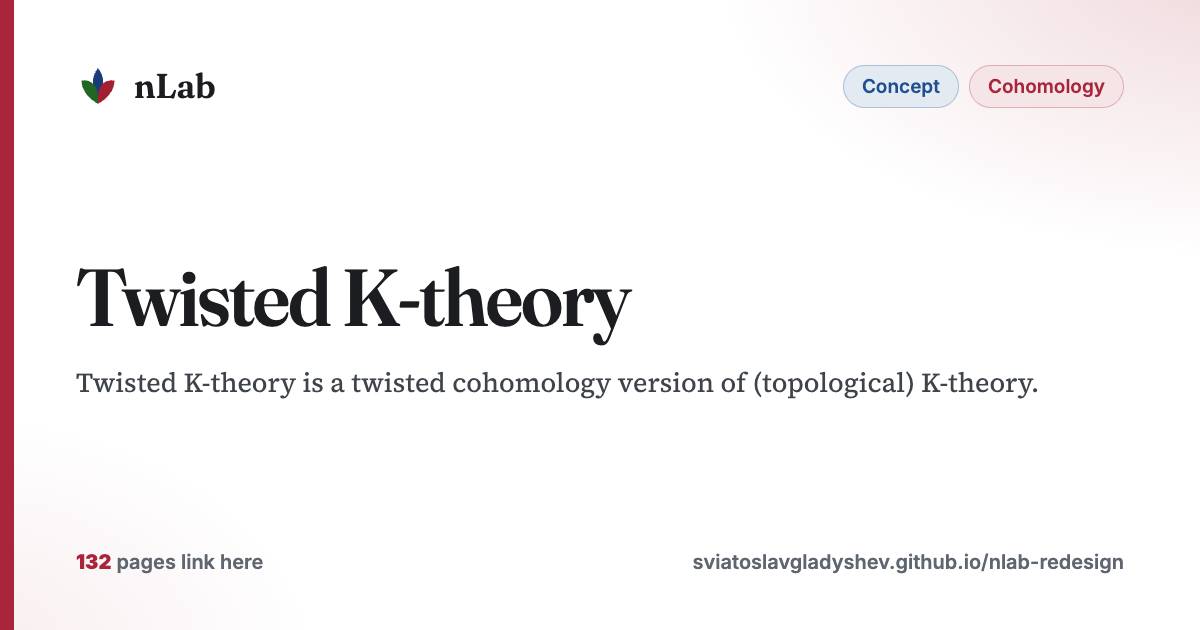 nLab
Concept
Cohomology
Twisted K-theory
Twisted K-theory is a twisted cohomology version of (topological) K-theory.
132 pages link here
sviatoslavgladyshev.github.io/nlab-redesign